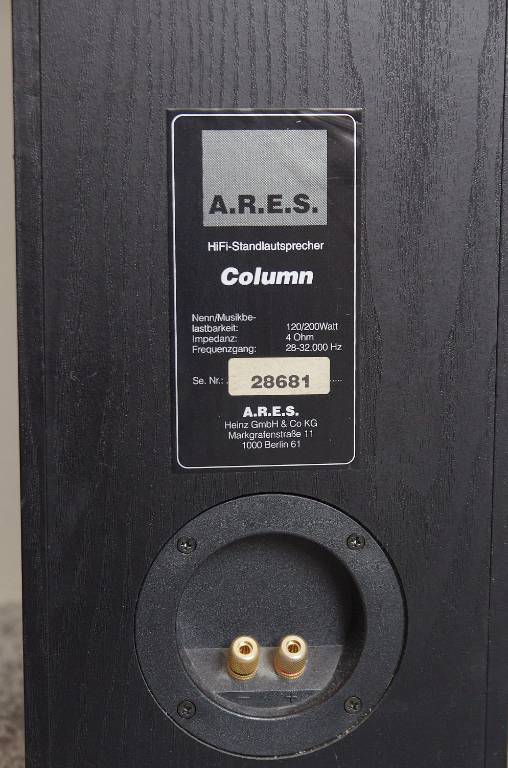 A.R.E.S.
HiFi-Standlautsprecher
Column
Nenn/Musikbe-
lastbarkeit: 120/200Watt
Impedanz: 4 Ohm
Frequenzgang: 28-32.000 Hz
Se. Nr.: 28681
A.R.E.S.
Heinz GmbH & Co KG
Markgrafenstraße 11
1000 Berlin 61
- +